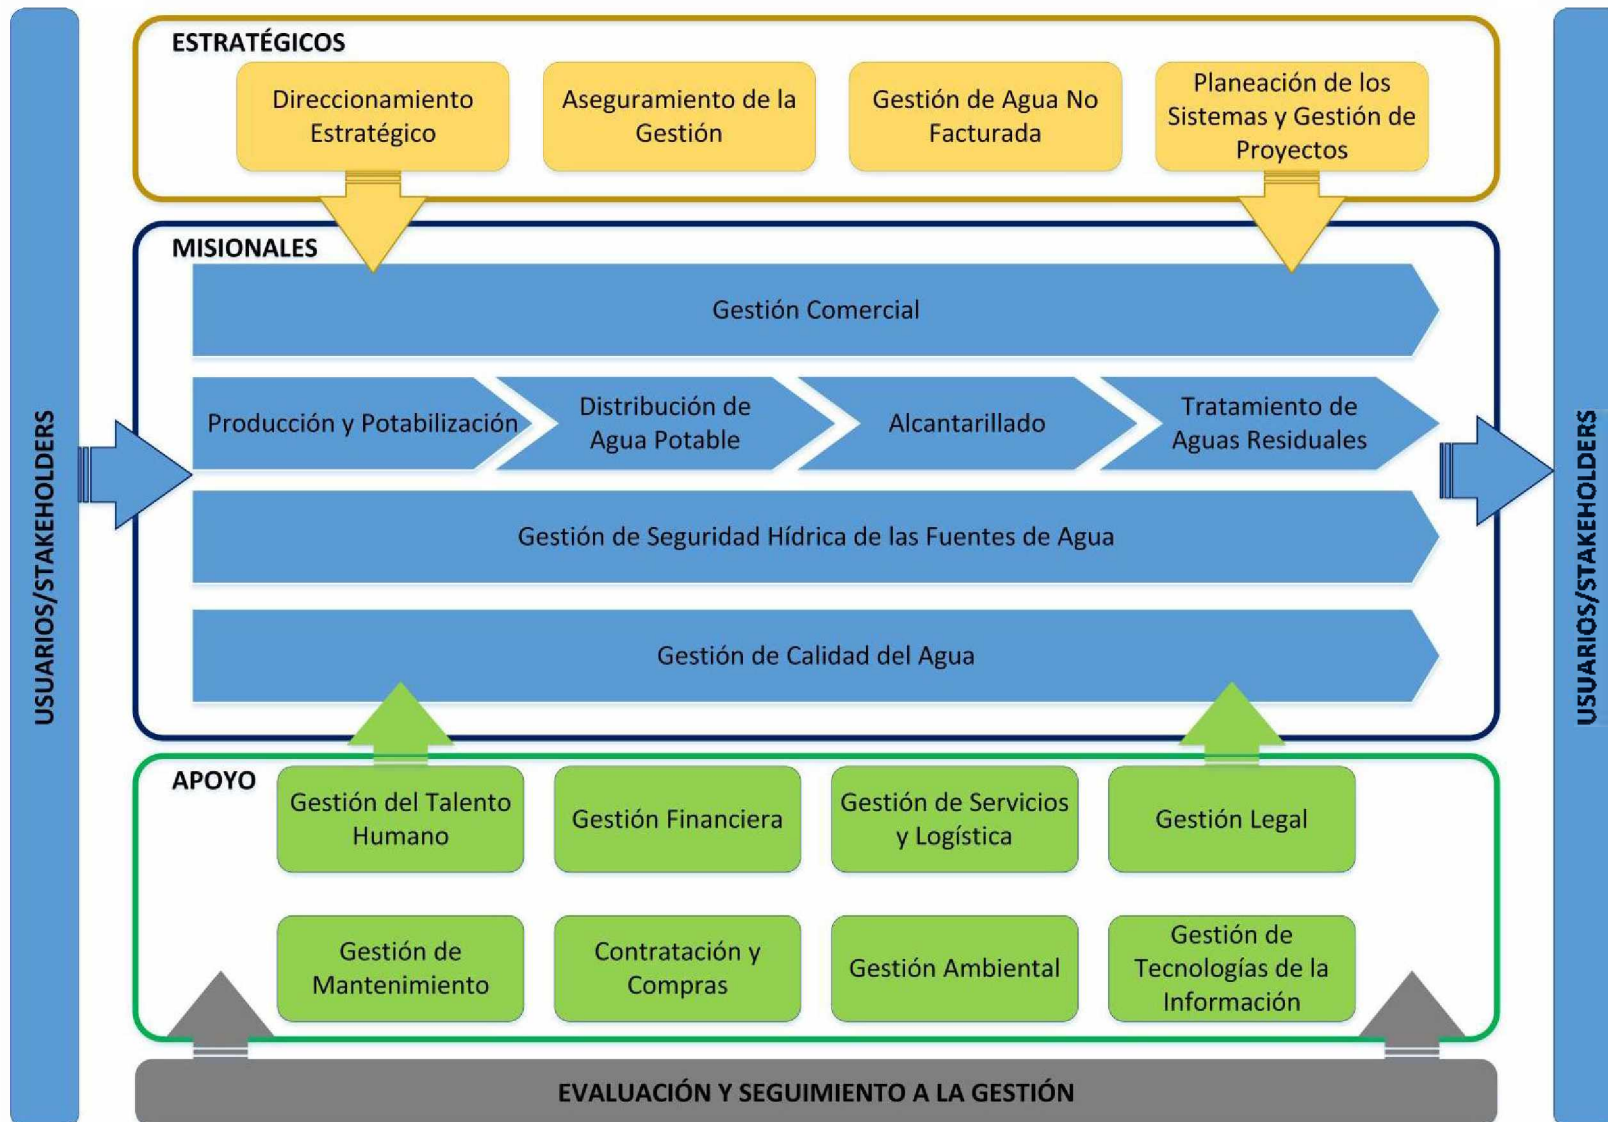 USUARIOS/STAKEHOLDERS
ESTRATÉGICOS
Direccionamiento
Estratégico
Aseguramiento de la
Gestión
Gestión de Agua No
Facturada
Planeación de los
Sistemas y Gestión de
Proyectos
MISIONALES
Gestión Comercial
Producción y Potabilización
Distribución de
Agua Potable
Alcantarillado
Tratamiento de
Aguas Residuales
Gestión de Seguridad Hídrica de las Fuentes de Agua
Gestión de Calidad del Agua
APOYO
Gestión del Talento
Humano
Gestión Financiera
Gestión de Servicios
y Logística
Gestión Legal
Gestión de
Mantenimiento
Contratación y
Compras
Gestión Ambiental
Gestión de
Tecnologías de la
Información
EVALUACIÓN Y SEGUIMIENTO A LA GESTIÓN
USUARIOS/STAKEHOLDERS